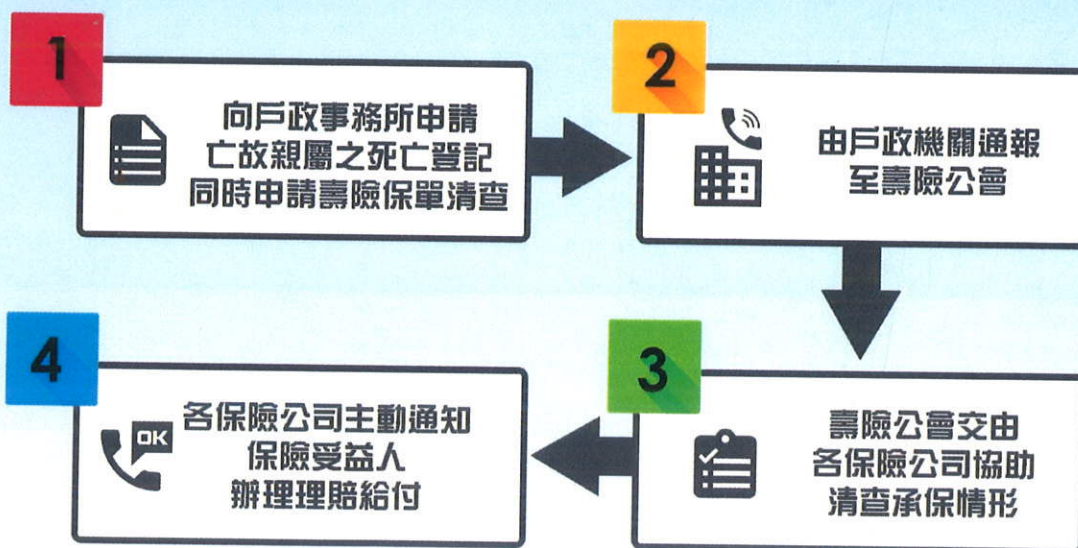 1
向戶政事務所申請
亡故親屬之死亡登記
同時申請壽險保單清查
2
由戶政機關通報
至壽險公會
3
壽險公會交由
各保險公司協助
清查承保情形
4
OK
各保險公司主動通知
保險受益人
辦理理賠給付